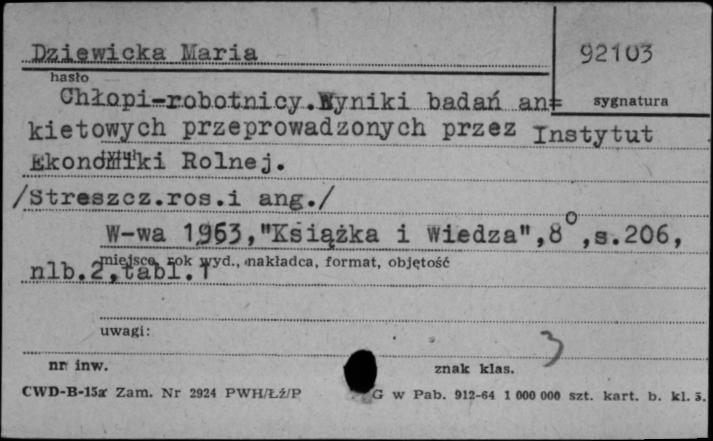 Dziewicka Maria
92103
hasło
sygnatura
Chłopi-robotnicy.Wyniki badań an=
kietowych przeprowadzonych przez Instytut
Ekonomiki Rolnej.
/Streszcz.ros.i ang./
W-wa 1963,"Książka i Wiedza",8°,s.206,
miejsce, rok wyd., nakładca, format, objętość
nlb.2,tabl.1
uwagi:
3
nr inw.
znak klas.
CWD-B-15a Zam. Nr 2924 PWH/Łź/P
G w Pab. 912-64 1 000 000 szt. kart. b. kl. 5.